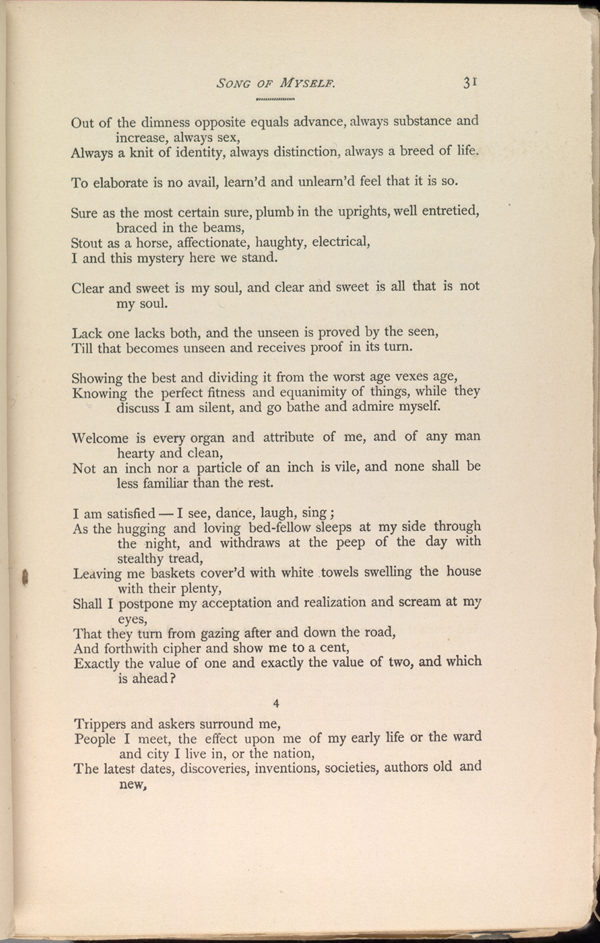 SONG OF MYSELF. 31
Out of the dimness opposite equals advance, always substance and
increase, always sex,
Always a knit of identity, always distinction, always a breed of life.
To elaborate is no avail, learn'd and unlearn'd feel that it is so.
Sure as the most certain sure, plumb in the uprights, well entretied,
braced in the beams,
Stout as a horse, affectionate, haughty, electrical,
I and this mystery here we stand.
Clear and sweet is my soul, and clear and sweet is all that is not
my soul.
Lack one lacks both, and the unseen is proved by the seen,
Till that becomes unseen and receives proof in its turn.
Showing the best and dividing it from the worst age vexes age,
Knowing the perfect fitness and equanimity of things, while they
discuss I am silent, and go bathe and admire myself.
Welcome is every organ and attribute of me, and of any man
hearty and clean,
Not an inch nor a particle of an inch is vile, and none shall be
less familiar than the rest.
I am satisfied — I see, dance, laugh, sing;
As the hugging and loving bed-fellow sleeps at my side through
the night, and withdraws at the peep of the day with
stealthy tread,
Leaving me baskets cover'd with white towels swelling the house
with their plenty,
Shall I postpone my acceptation and realization and scream at my
eyes,
That they turn from gazing after and down the road,
And forthwith cipher and show me to a cent,
Exactly the value of one and exactly the value of two, and which
is ahead?
4
Trippers and askers surround me,
People I meet, the effect upon me of my early life or the ward
and city I live in, or the nation,
The latest dates, discoveries, inventions, societies, authors old and
new,